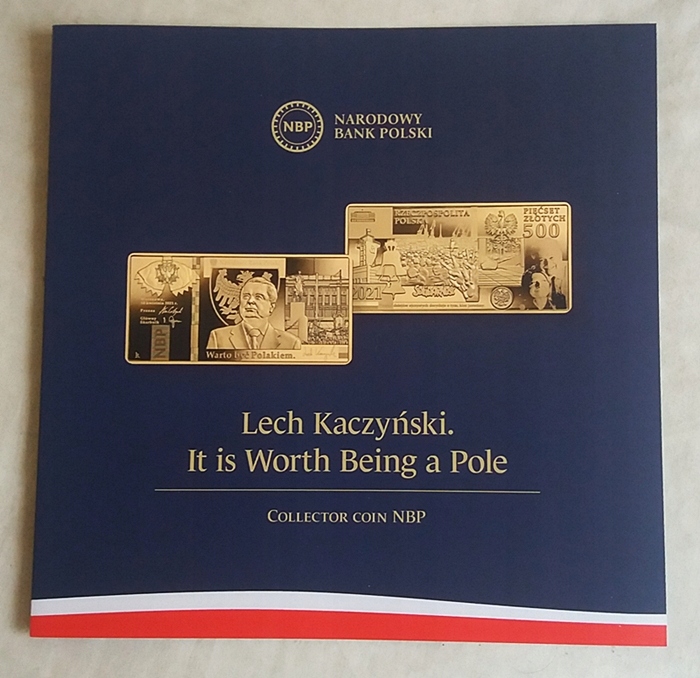 NBP
NARODOWY
BANK POLSKI
RZECZPOSPOLITA
POLSKA
PIĘĆSET
ZŁOTYCH
500
2021
NBP
Warto być Polakiem.
Lech Kaczyński.
It is Worth Being a Pole
COLLECTOR COIN NBP